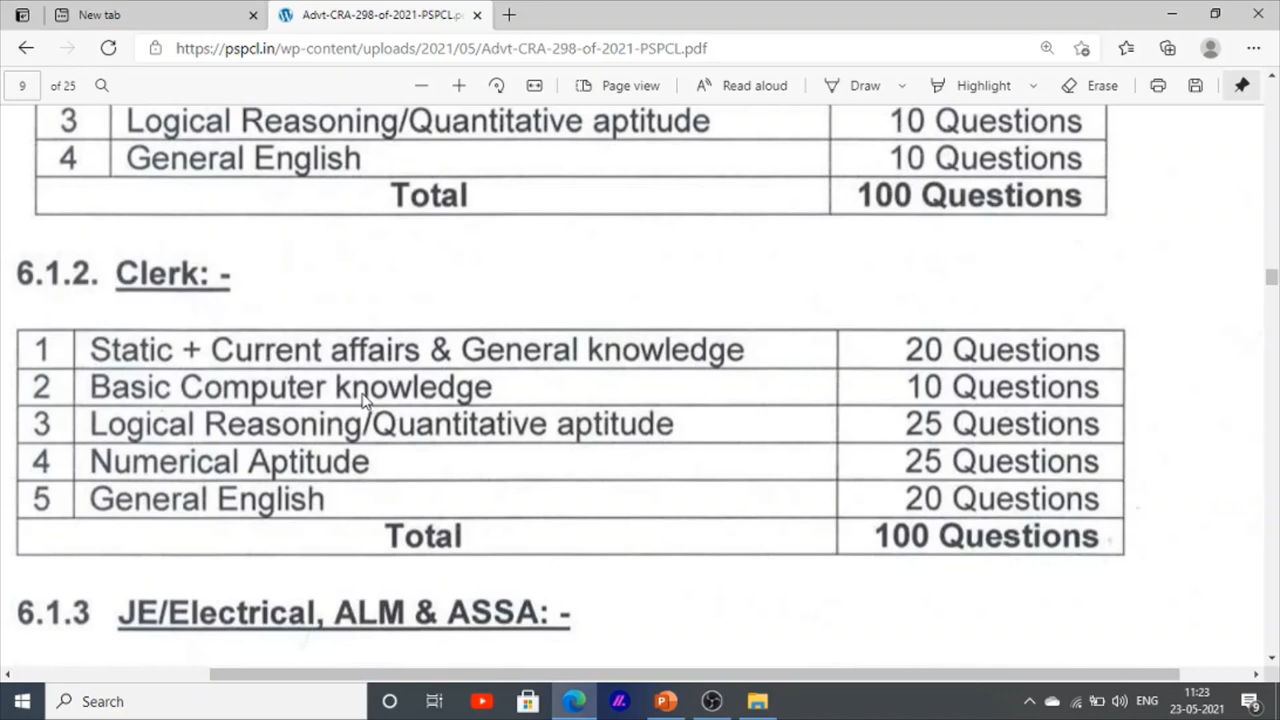 New tab
Advt-CRA-298-of-2021-PSPCL.p
https://pspcl.in/wp-content/uploads/2021/05/Advt-CRA-298-of-2021-PSPCL.pdf
9 of 25 Page view Read aloud Draw Highlight Erase
3 Logical Reasoning/Quantitative aptitude 10 Questions
4 General English 10 Questions
Total 100 Questions
6.1.2. Clerk: -
1 Static + Current affairs & General knowledge 20 Questions
2 Basic Computer knowledge 10 Questions
3 Logical Reasoning/Quantitative aptitude 25 Questions
4 Numerical Aptitude 25 Questions
5 General English 20 Questions
Total 100 Questions
6.1.3 JE/Electrical, ALM & ASSA: -
Search ENG 11:23
23-05-2021 9